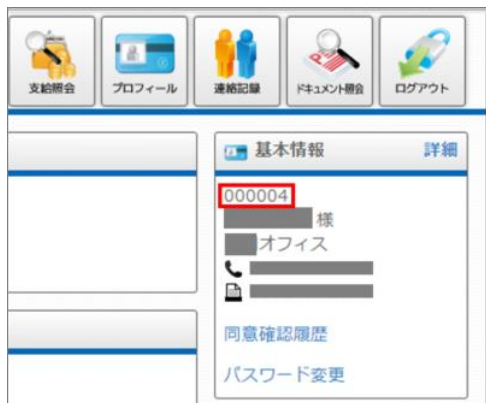 支給照会
プロフィール
連絡記録
ドキュメント照会
ログアウト
基本情報 詳細
000004
様
オフィス
同意確認履歴
パスワード変更